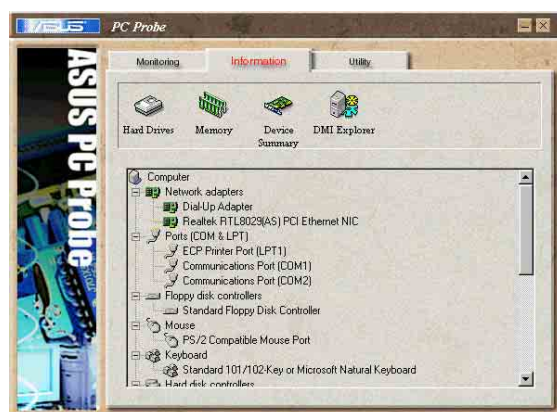 ASUS PC Probe
Monitoring Information Utility
Hard Drives Memory Device Summary DMI Explorer
ASUS PC Probe
Computer
Network adapters
Dial-Up Adapter
Realtek RTL8029(AS) PCI Ethernet NIC
Ports (COM & LPT)
ECP Printer Port (LPT1)
Communications Port (COM1)
Communications Port (COM2)
Floppy disk controllers
Standard Floppy Disk Controller
Mouse
PS/2 Compatible Mouse Port
Keyboard
Standard 101/102-Key or Microsoft Natural Keyboard
Hard disk controllers